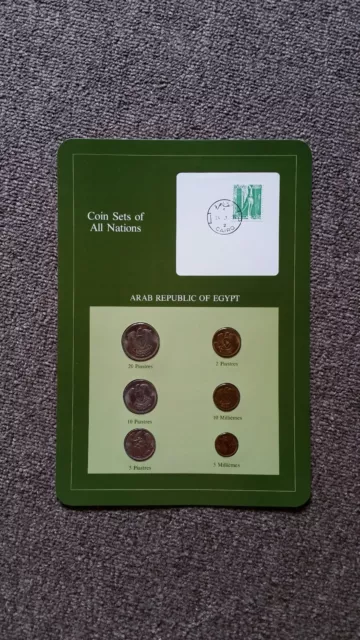 Coin Sets of
All Nations
CAIRO
ARAB REPUBLIC OF EGYPT
20 Piastres
2 Piastres
10 Piastres
10 Milliemes
5 Piastres
5 Milliemes